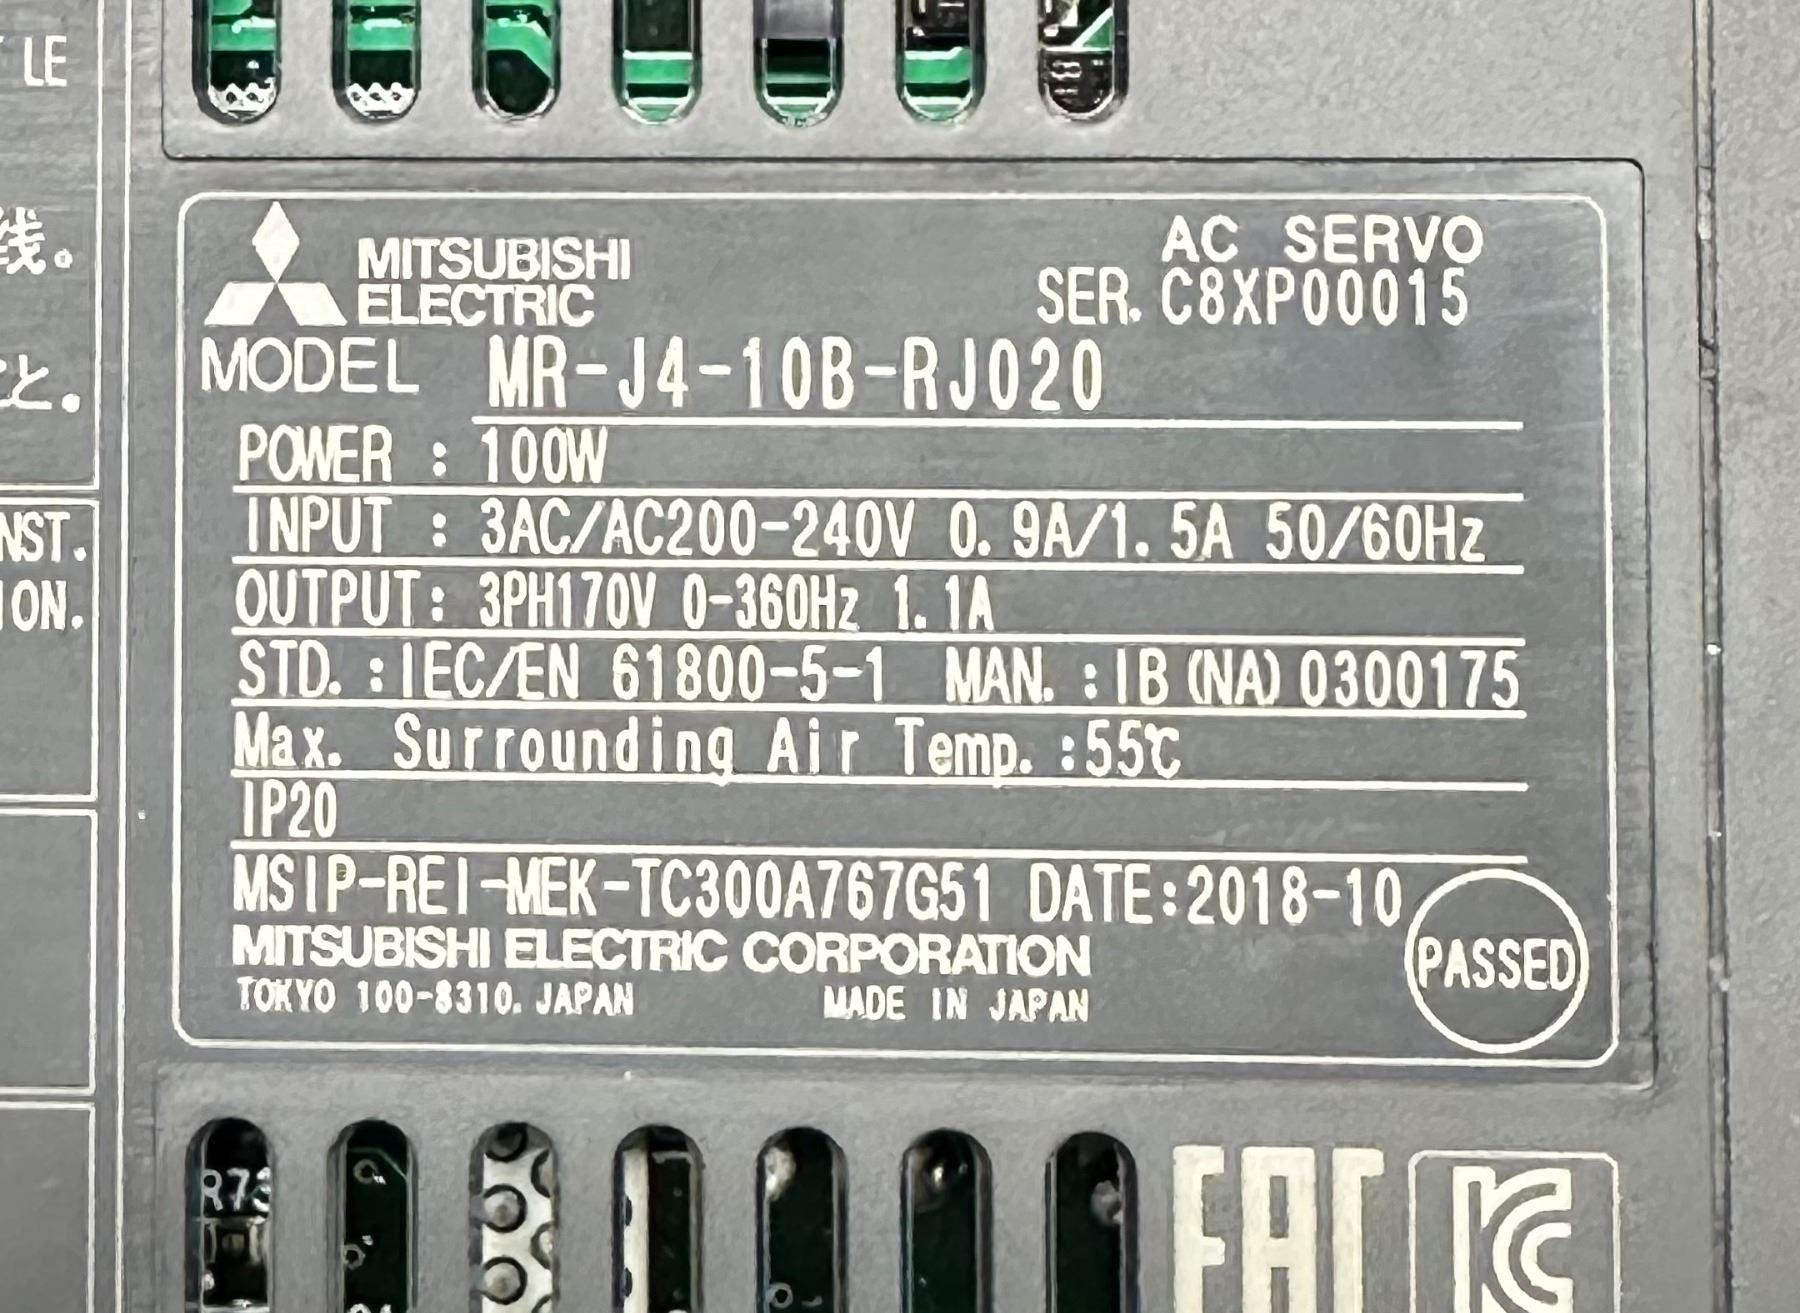 LE
线。
と。
NST.
ION.
MITSUBISHI
ELECTRIC
AC SERVO
SER. C8XP00015
MODEL MR-J4-10B-RJ020
POWER : 100W
INPUT : 3AC/AC200-240V 0.9A/1.5A 50/60Hz
OUTPUT: 3PH170V 0-360Hz 1.1A
STD. :IEC/EN 61800-5-1 MAN. :IB(NA)0300175
Max. Surrounding Air Temp. :55℃
IP20
MSIP-REI-MEK-TC300A767G51 DATE:2018-10
PASSED
MITSUBISHI ELECTRIC CORPORATION
TOKYO 100-8310, JAPAN MADE IN JAPAN
R73
EAC